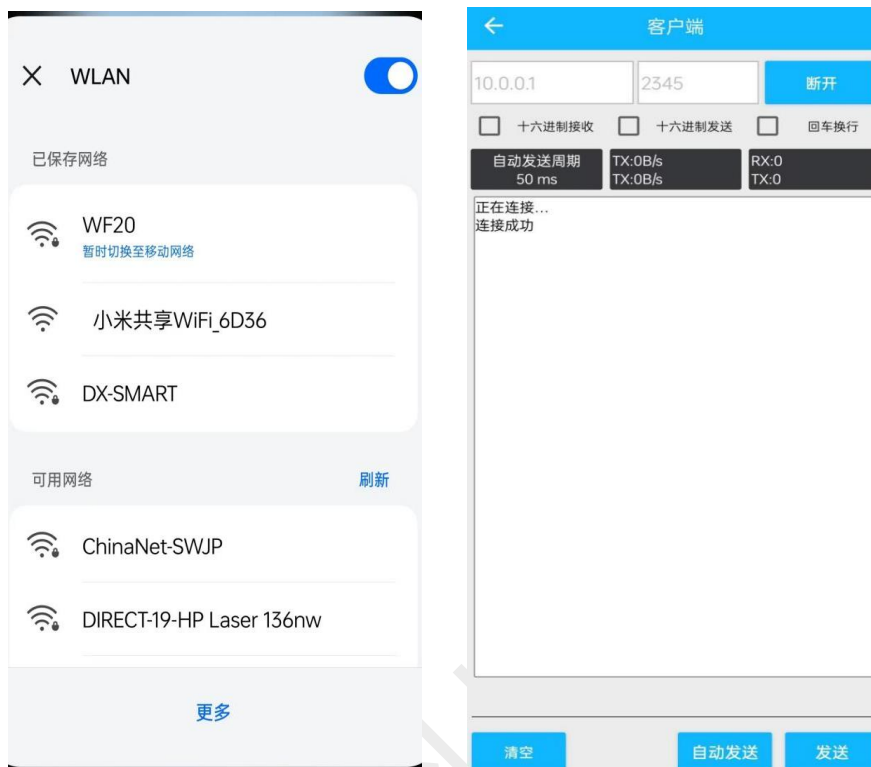 WLAN
已保存网络
WF20
暂时切换至移动网络
小米共享WiFi_6D36
DX-SMART
可用网络
刷新
ChinaNet-SWJP
DIRECT-19-HP Laser 136nw
更多
客户端
10.0.0.1
2345
断开
十六进制接收
十六进制发送
回车换行
自动发送周期
50 ms
TX:0B/s
TX:0B/s
RX:0
TX:0
正在连接...
连接成功
清空
自动发送
发送